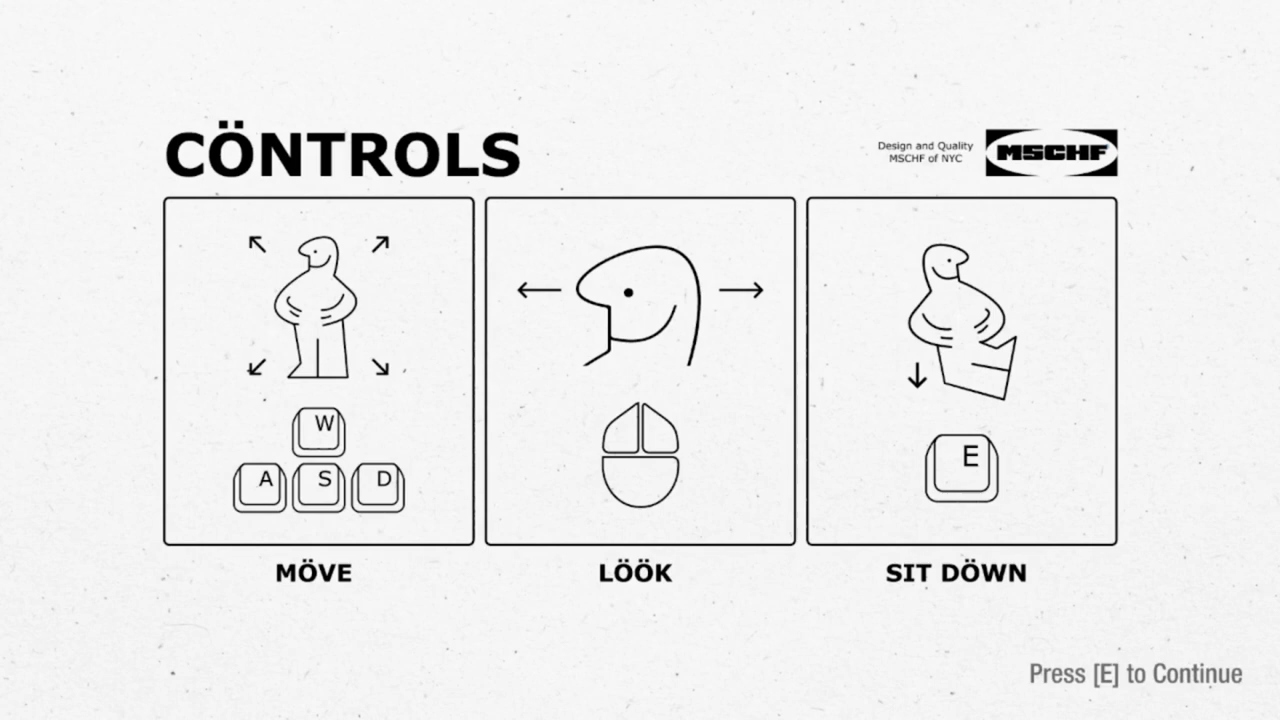 CÖNTROLS
Design and Quality
MSCHF of NYC
MSCHF
W
A S D
E
MÖVE
LÖÖK
SIT DÖWN
Press [E] to Continue